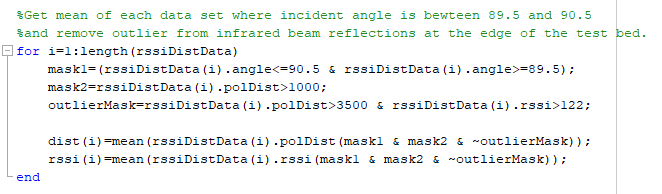 %Get mean of each data set where incident angle is bewteen 89.5 and 90.5
%and remove outlier from infrared beam reflections at the edge of the test bed.
for i=1:length(rssiDistData)
mask1=(rssiDistData(i).angle<=90.5 & rssiDistData(i).angle>=89.5);
mask2=rssiDistData(i).polDist>1000;
outlierMask=rssiDistData(i).polDist>3500 & rssiDistData(i).rssi>122;
dist(i)=mean(rssiDistData(i).polDist(mask1 & mask2 & ~outlierMask));
rssi(i)=mean(rssiDistData(i).rssi(mask1 & mask2 & ~outlierMask));
end